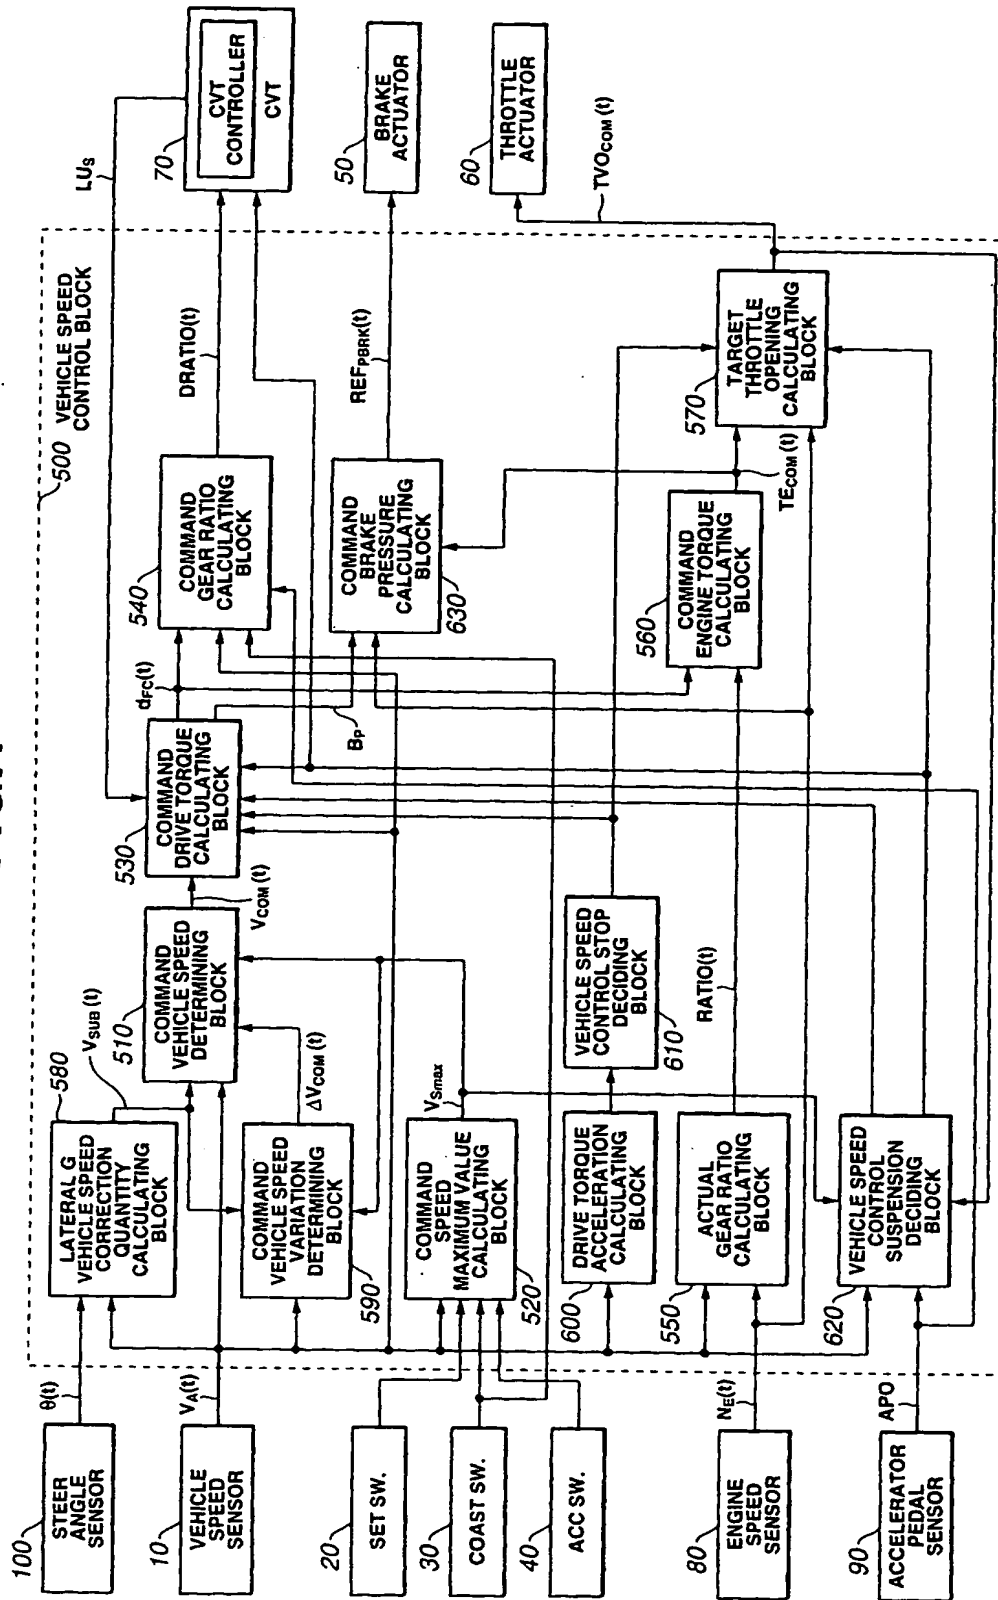 100
STEER
ANGLE
SENSOR
θ(t)
10
VEHICLE
SPEED
SENSOR
VA(t)
20
SET SW.
30
COAST SW.
40
ACC SW.
80
ENGINE
SPEED
SENSOR
NE(t)
90
ACCELERATOR
PEDAL
SENSOR
APO
500
VEHICLE SPEED
CONTROL BLOCK
580
LATERAL G
VEHICLE SPEED
CORRECTION
QUANTITY
CALCULATING
BLOCK
VSUB(t)
590
COMMAND
VEHICLE SPEED
VARIATION
DETERMINING
BLOCK
ΔVCOM(t)
520
COMMAND
SPEED
MAXIMUM VALUE
CALCULATING
BLOCK
VSmax
600
DRIVE TORQUE
ACCELERATION
CALCULATING
BLOCK
550
ACTUAL
GEAR RATIO
CALCULATING
BLOCK
RATIO(t)
620
VEHICLE SPEED
CONTROL
SUSPENSION
DECIDING
BLOCK
510
COMMAND
VEHICLE SPEED
DETERMINING
BLOCK
VCOM(t)
610
VEHICLE SPEED
CONTROL STOP
DECIDING
BLOCK
530
COMMAND
DRIVE TORQUE
CALCULATING
BLOCK
dFC(t)
BP
540
COMMAND
GEAR RATIO
CALCULATING
BLOCK
DRATIO(t)
630
COMMAND
BRAKE
PRESSURE
CALCULATING
BLOCK
REFPBRK(t)
560
COMMAND
ENGINE TORQUE
CALCULATING
BLOCK
TECOM(t)
570
TARGET
THROTTLE
OPENING
CALCULATING
BLOCK
TVOCOM(t)
LUS
70
CVT
CONTROLLER
CVT
50
BRAKE
ACTUATOR
60
THROTTLE
ACTUATOR